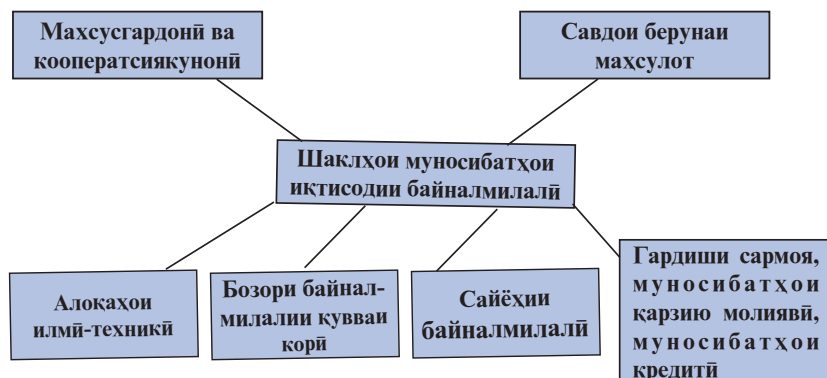 Махсусгардонӣ ва
кооператсиякунонӣ
Савдои берунаи
маҳсулот
Шаклҳои муносибатҳои
иқтисодии байналмилалӣ
Алоқаҳои
илмӣ-техникӣ
Бозори байнал-
милалии қувваи
корӣ
Сайёҳии
байналмилалӣ
Гардиши сармоя,
муносибатҳои
қарзию молиявӣ,
муносибатҳои
кредитӣ